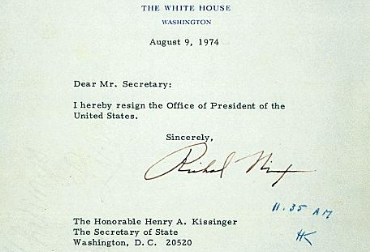 THE WHITE HOUSE
WASHINGTON
August 9, 1974
Dear Mr. Secretary:
I hereby resign the Office of President of the
United States.
Sincerely,
Richard Nixon
11.35 AM
HK
The Honorable Henry A. Kissinger
The Secretary of State
Washington, D. C. 20520